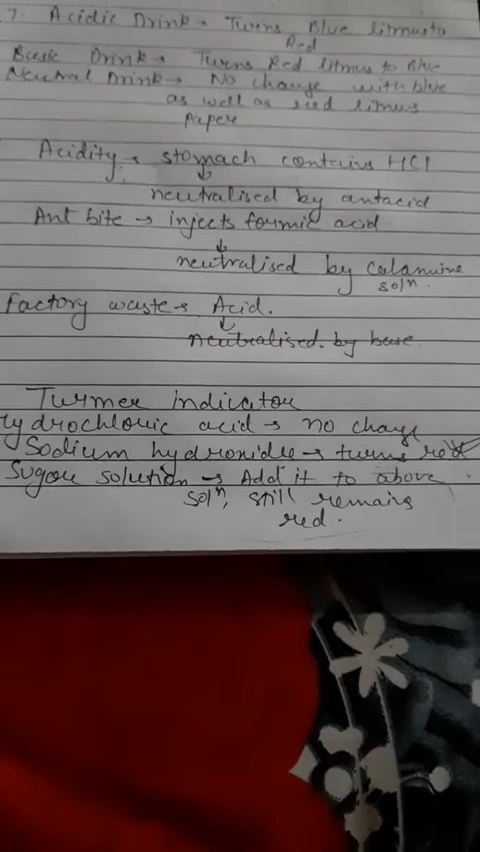 7. Acidic Drink → Turns Blue litmus to
Red
Basic Drink → Turns Red litmus to Blue
Neutral Drink → No change with blue
as well as red litmus
paper
Acidity → stomach contains HCl
↓
neutralised by antacid
Ant bite → injects formic acid.
↓
neutralised by Calamine
solⁿ.
Factory waste → Acid.
↓
neutralised by base
Turmer indicator
Hydrochloric acid → no change
Sodium hydroxide → turns red
Sugar solution → Add it to above
solⁿ, still remains
red.